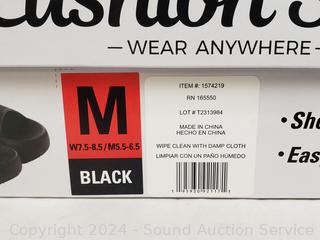 Cushion
— WEAR ANYWHERE —
M
W7.5-8.5 / M5.5-6.5
BLACK
ITEM #: 1574219
RN 165550
LOT #: T2313984
MADE IN CHINA
HECHO EN CHINA
WIPE CLEAN WITH DAMP CLOTH
LIMPIAR CON UN PAÑO HÚMEDO
Copyright © 2024 - Sound Auction Service